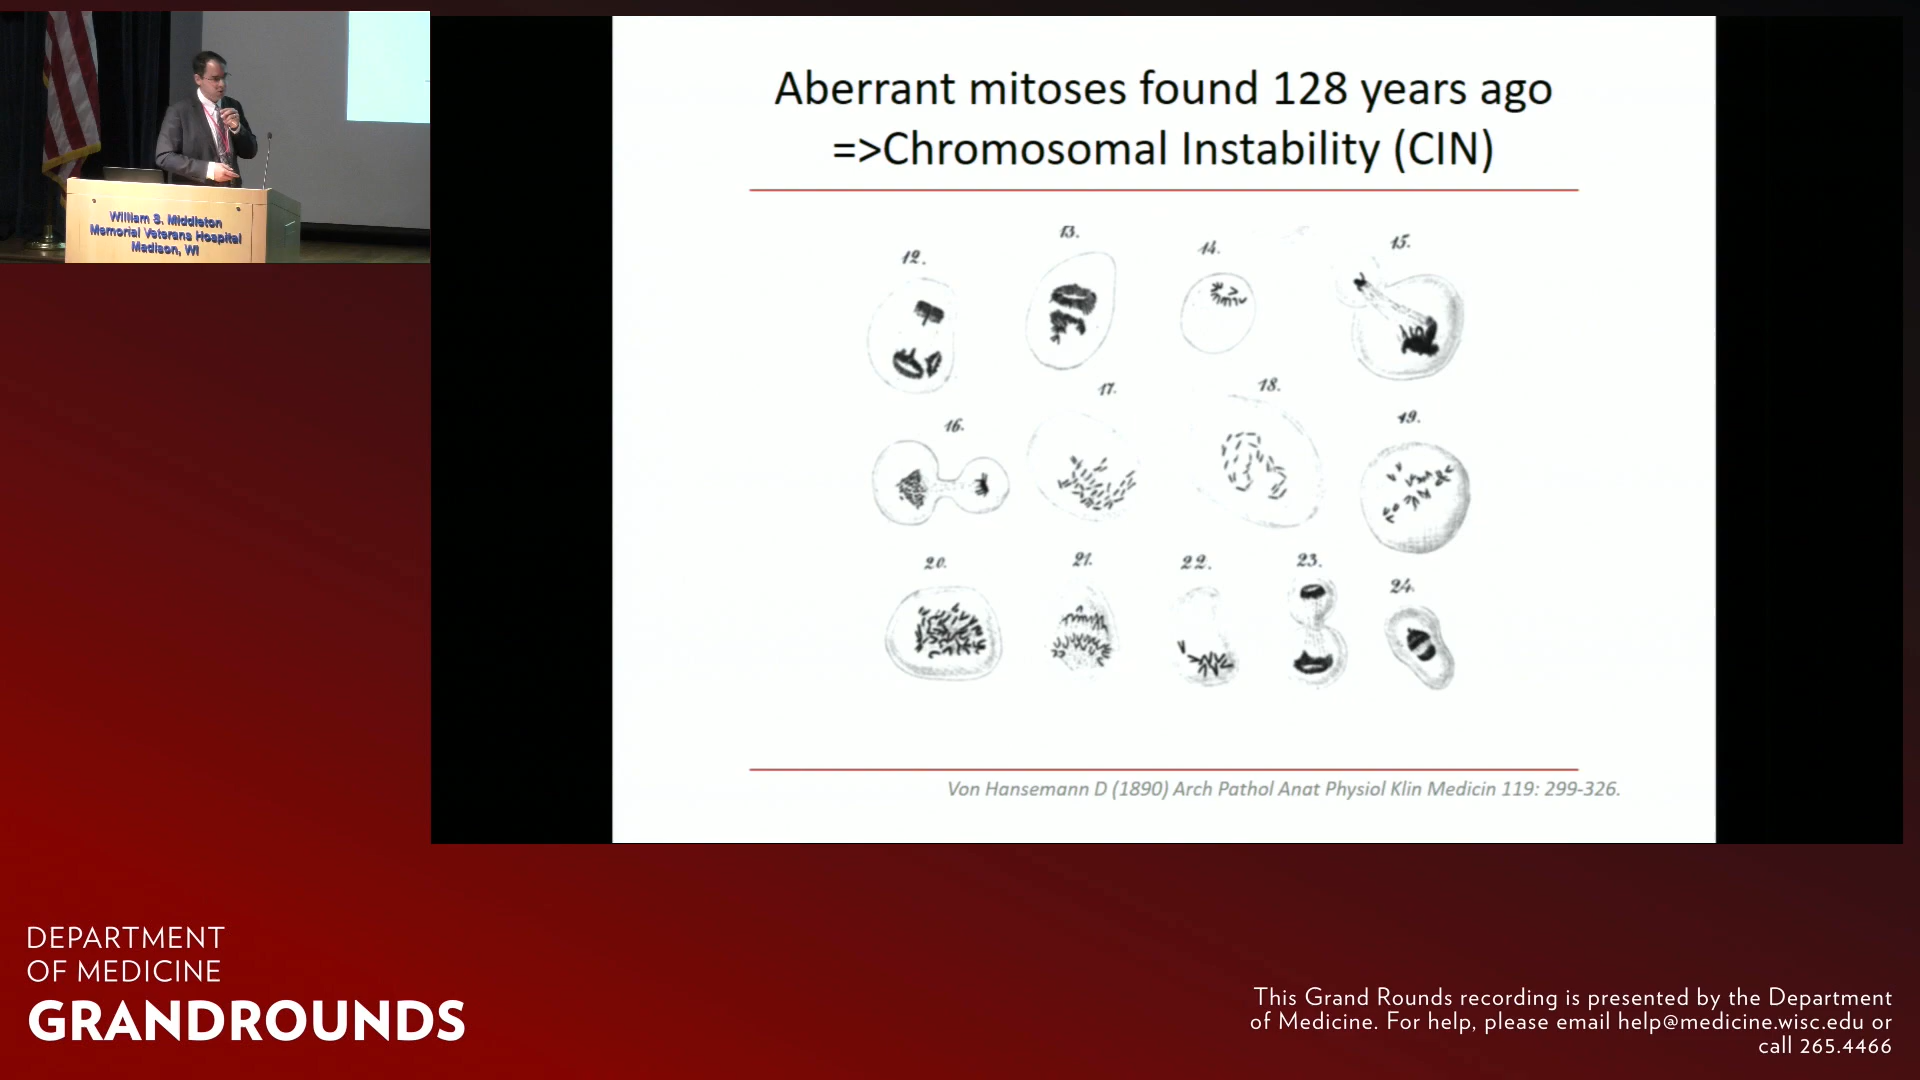 William S. Middleton
Memorial Veterans Hospital
Madison, WI
Aberrant mitoses found 128 years ago
=>Chromosomal Instability (CIN)
12.
13.
14.
15.
16.
17.
18.
19.
20.
21.
22.
23.
24.
Von Hansemann D (1890) Arch Pathol Anat Physiol Klin Medicin 119: 299-326.
DEPARTMENT
OF MEDICINE
GRANDROUNDS
This Grand Rounds recording is presented by the Department
of Medicine. For help, please email help@medicine.wisc.edu or
call 265.4466